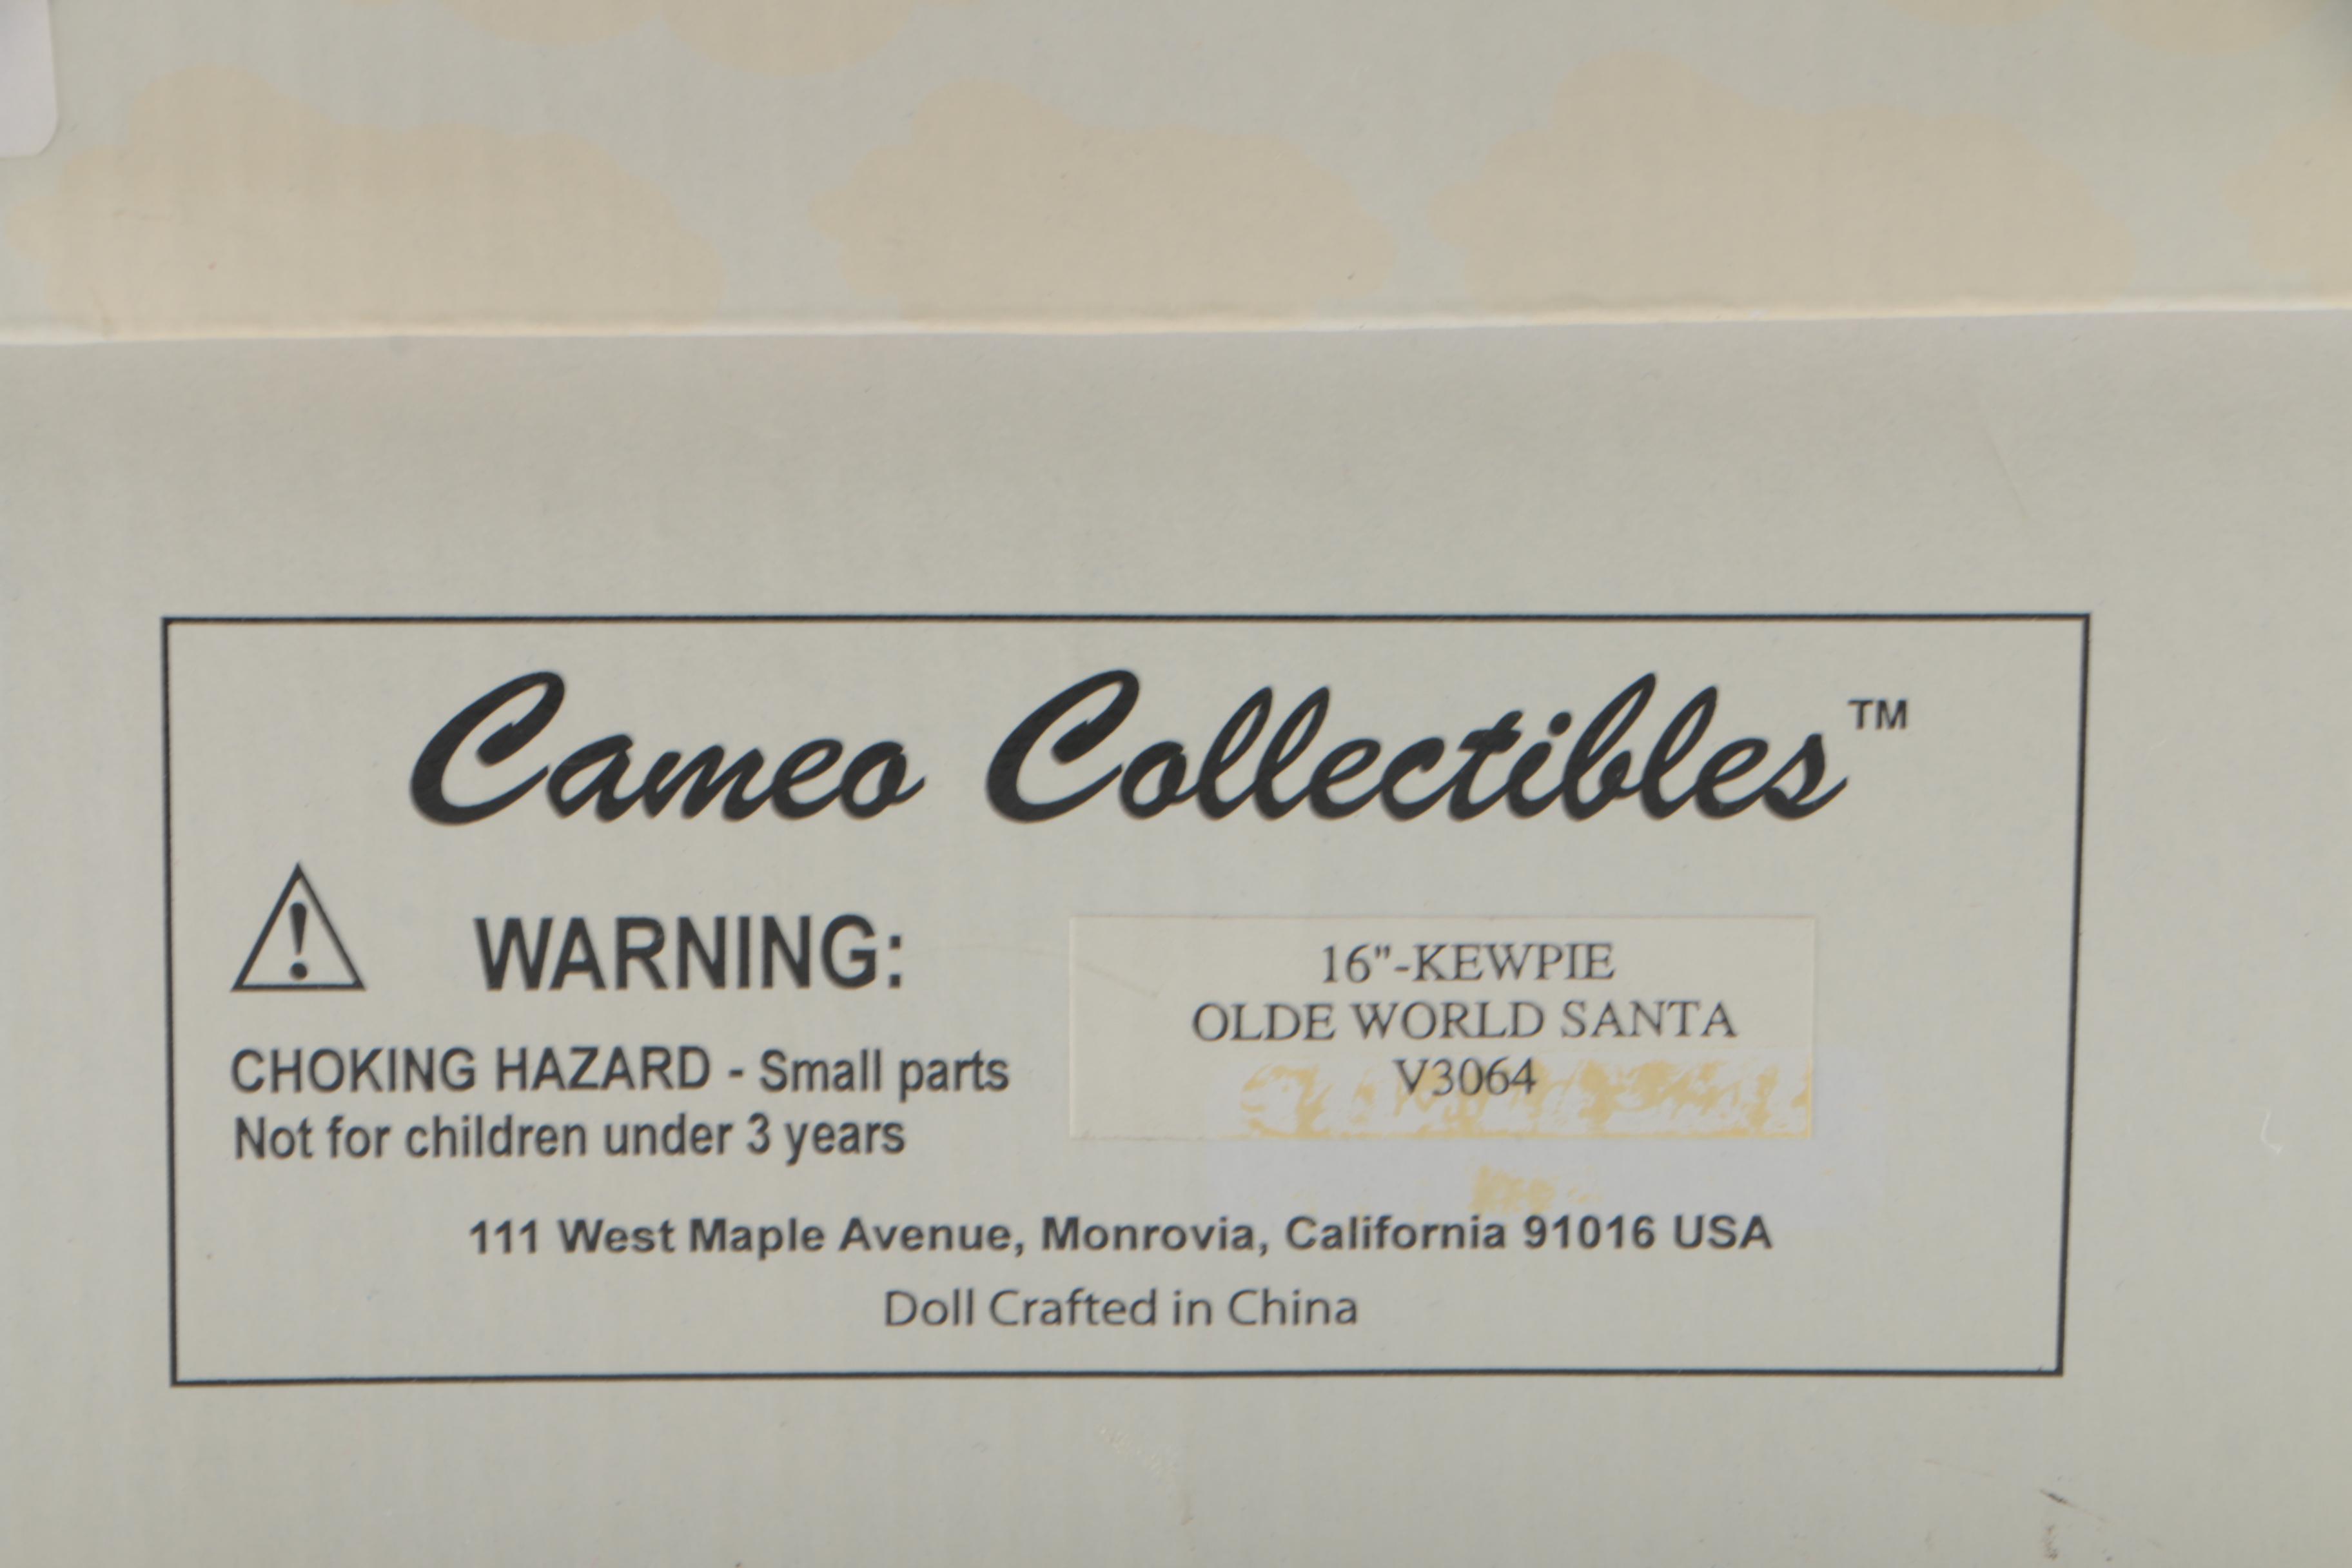 Cameo Collectibles™
WARNING:
CHOKING HAZARD - Small parts
Not for children under 3 years
16"-KEWPIE
OLDE WORLD SANTA
V3064
111 West Maple Avenue, Monrovia, California 91016 USA
Doll Crafted in China